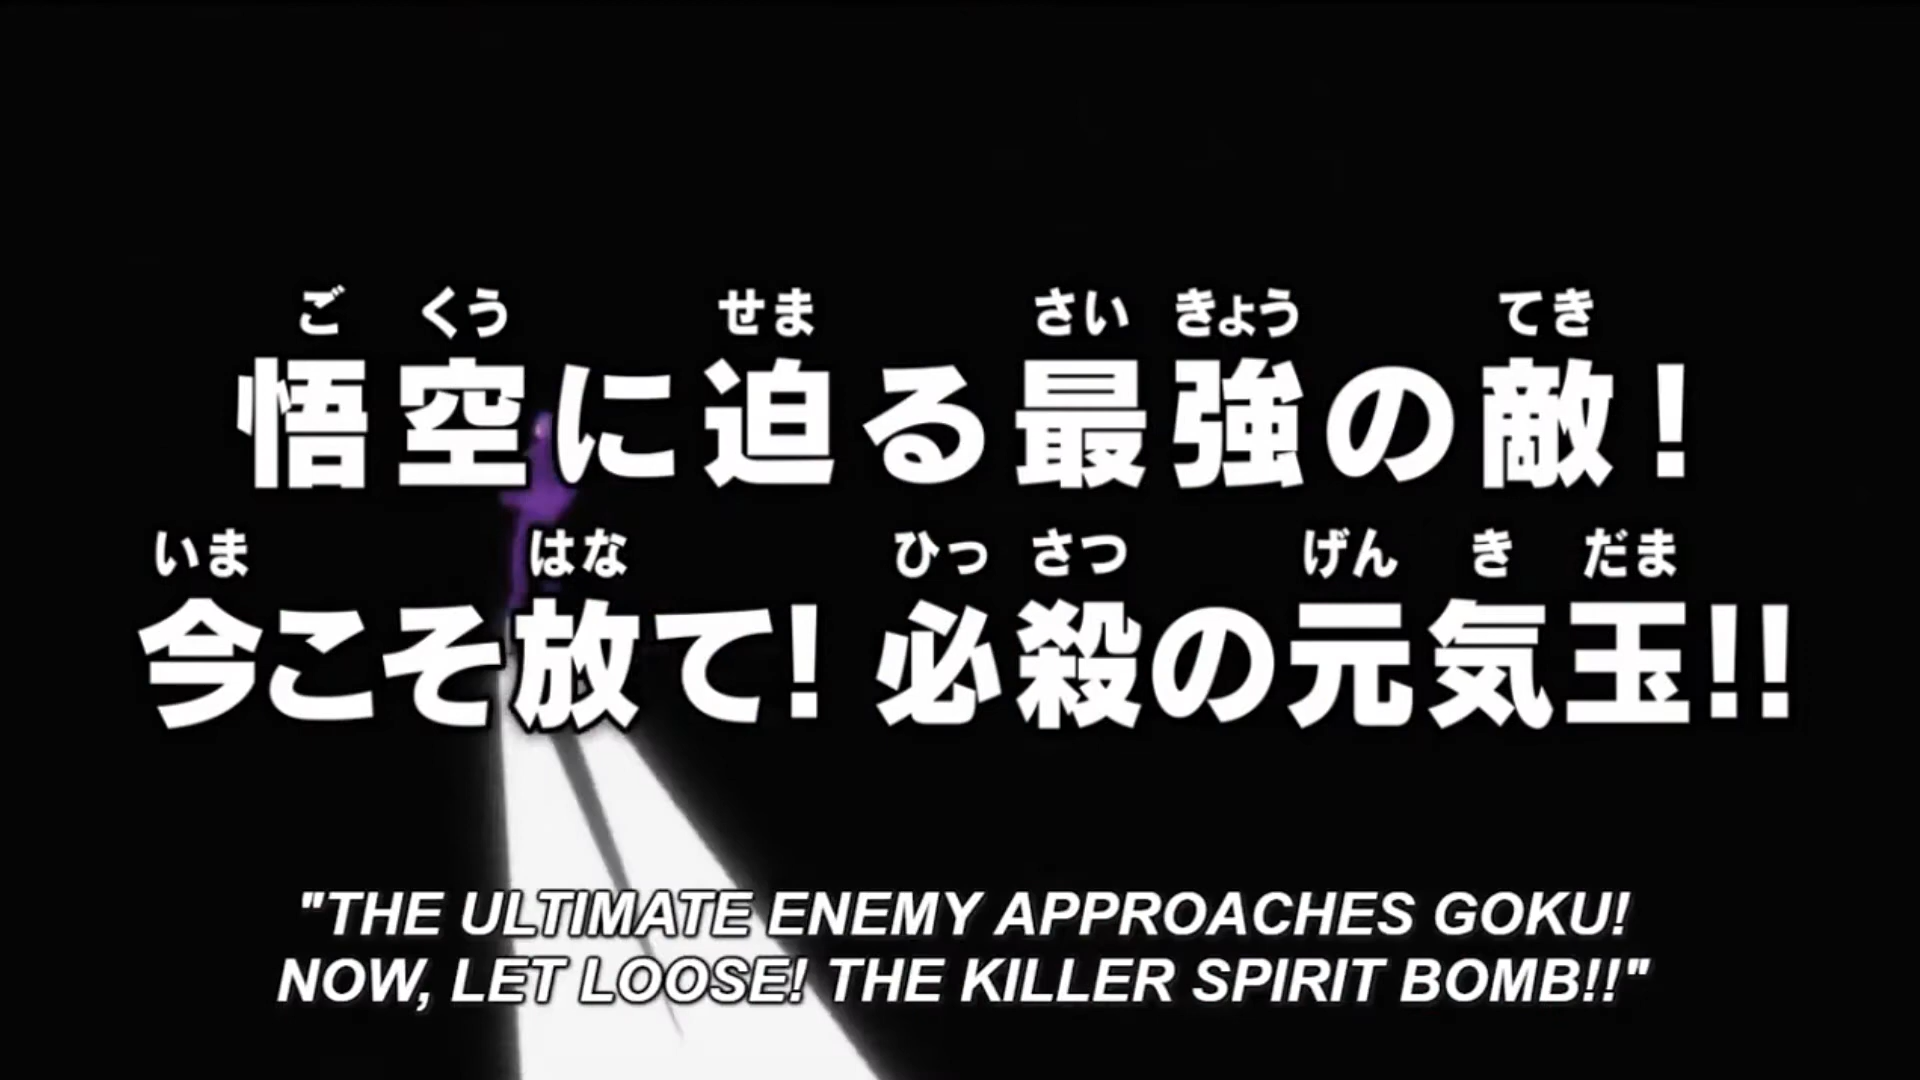 ご くう せま さい きょう てき
悟空に迫る最強の敵!
いま はな ひっ さつ げん き だま
今こそ放て! 必殺の元気玉!!
"THE ULTIMATE ENEMY APPROACHES GOKU!
NOW, LET LOOSE! THE KILLER SPIRIT BOMB!!"